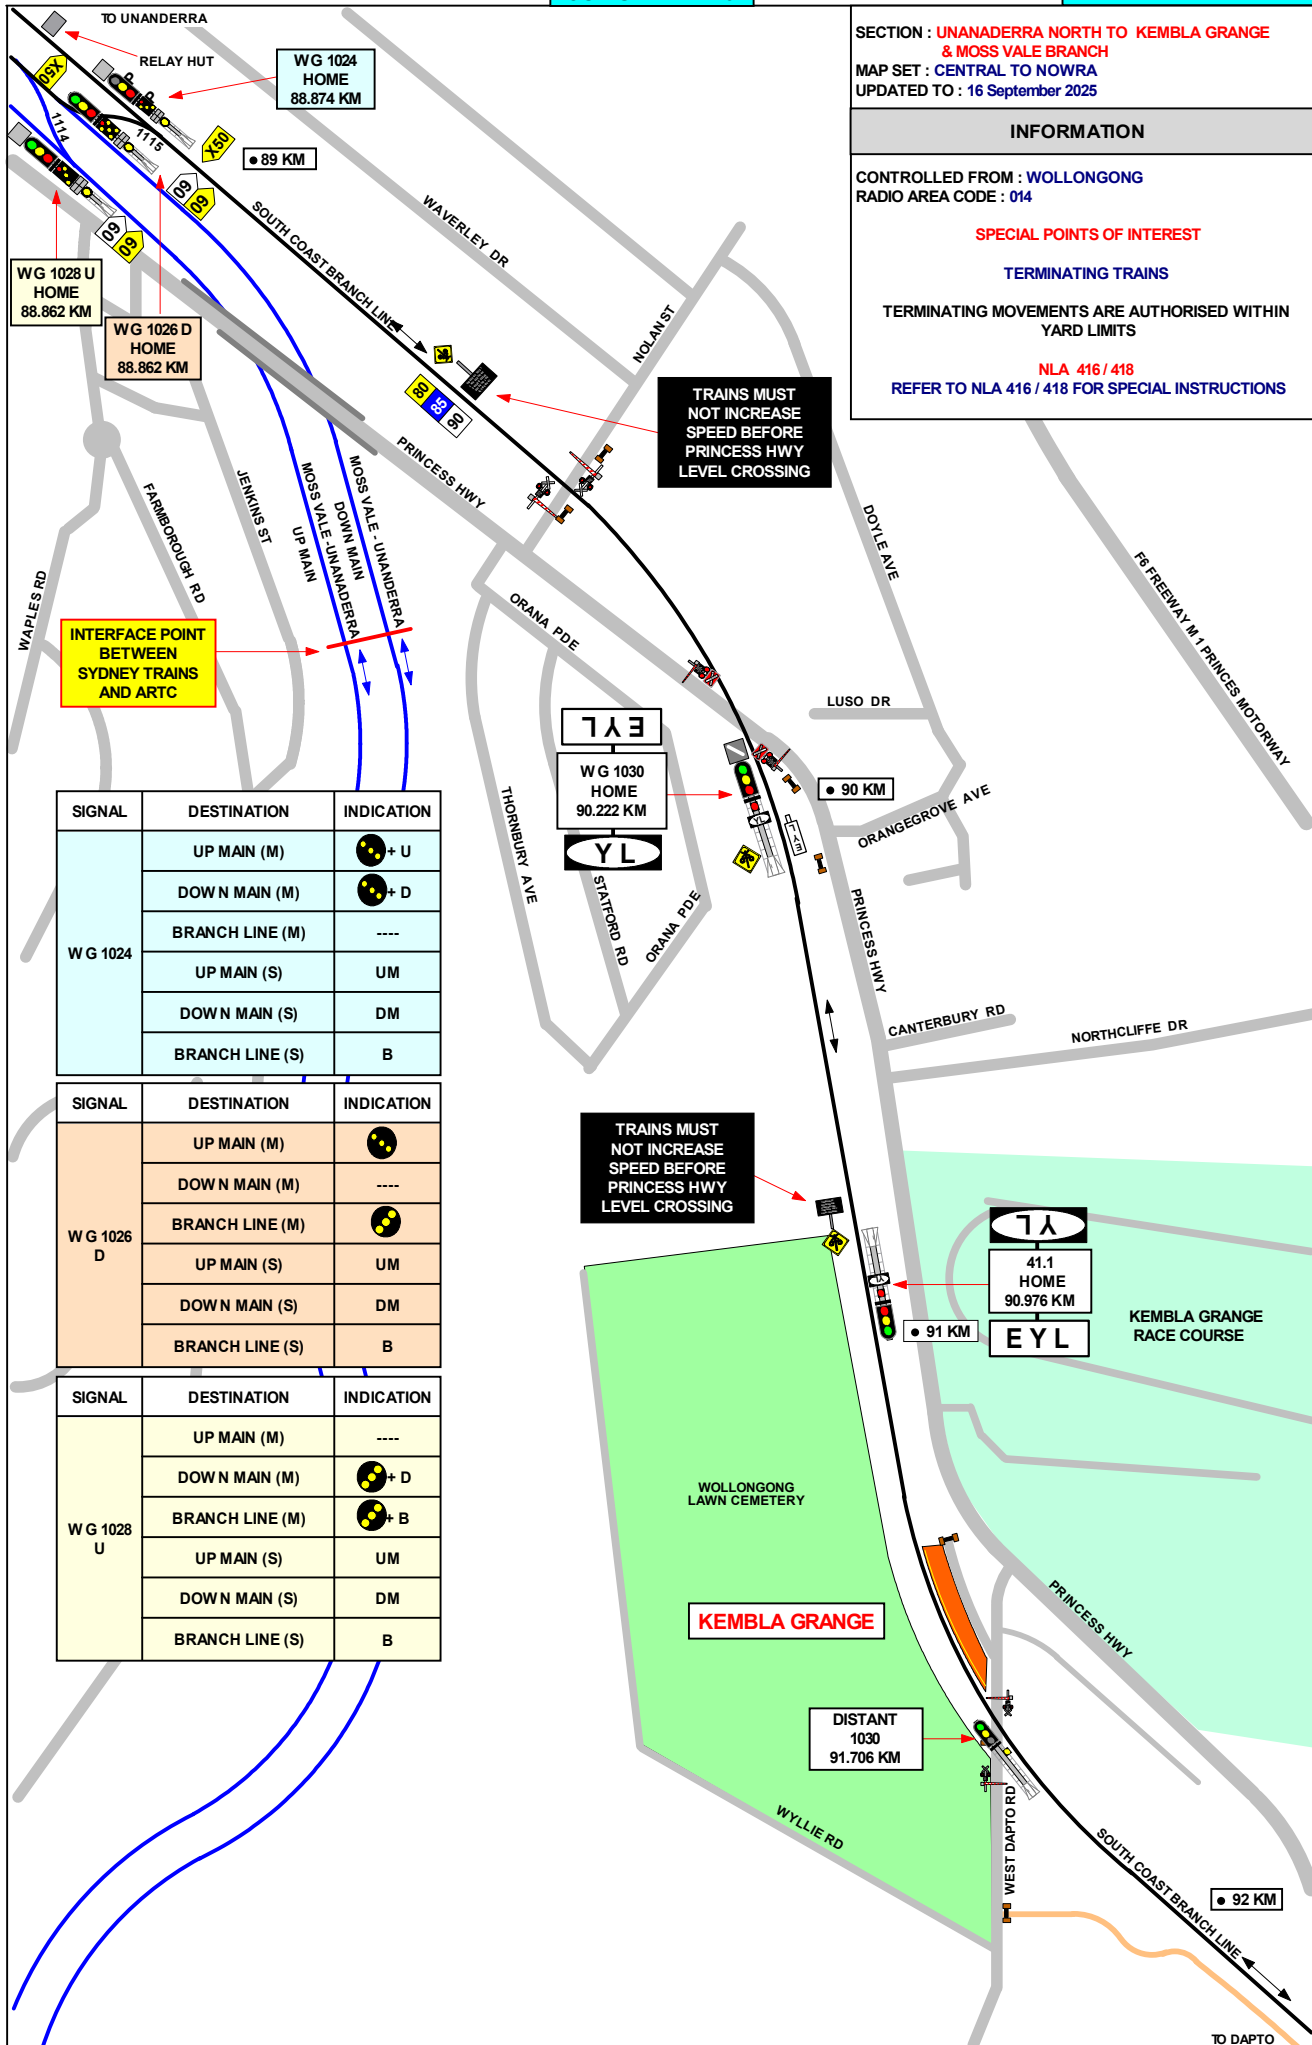 SECTION : UNANADERRA NORTH TO KEMBLA GRANGE
& MOSS VALE BRANCH
MAP SET : CENTRAL TO NOWRA
UPDATED TO : 16 September 2025
INFORMATION
CONTROLLED FROM : WOLLONGONG
RADIO AREA CODE : 014
SPECIAL POINTS OF INTEREST
TERMINATING TRAINS
TERMINATING MOVEMENTS ARE AUTHORISED WITHIN
YARD LIMITS
NLA 416 / 418
REFER TO NLA 416 / 418 FOR SPECIAL INSTRUCTIONS
TO UNANDERRA
RELAY HUT
WG 1024
HOME
88.874 KM
X50
1114
1115
X50
89 KM
60
60
60
60
WG 1028 U
HOME
88.862 KM
WG 1026 D
HOME
88.862 KM
SOUTH COAST BRANCH LINE
WAVERLEY DR
NOLAN ST
80
85
90
TRAINS MUST
NOT INCREASE
SPEED BEFORE
PRINCESS HWY
LEVEL CROSSING
PRINCESS HWY
MOSS VALE - UNANDERRA
DOWN MAIN
MOSS VALE -UNANADERRA
UP MAIN
JENKINS ST
FARMBOROUGH RD
WAPLES RD
DOYLE AVE
F6 FREEWAY M 1 PRINCES MOTORWAY
INTERFACE POINT
BETWEEN
SYDNEY TRAINS
AND ARTC
ORANA PDE
LUSO DR
EYL
WG 1030
HOME
90.222 KM
YL
YL
EYL
90 KM
ORANGEGROVE AVE
THORNBURY AVE
STATFORD RD
ORANA PDE
PRINCESS HWY
CANTERBURY RD
NORTHCLIFFE DR
SIGNAL DESTINATION INDICATION
WG 1024
UP MAIN (M) + U
DOWN MAIN (M) + D
BRANCH LINE (M) ----
UP MAIN (S) UM
DOWN MAIN (S) DM
BRANCH LINE (S) B
SIGNAL DESTINATION INDICATION
WG 1026
D
UP MAIN (M)
DOWN MAIN (M) ----
BRANCH LINE (M)
UP MAIN (S) UM
DOWN MAIN (S) DM
BRANCH LINE (S) B
SIGNAL DESTINATION INDICATION
WG 1028
U
UP MAIN (M) ----
DOWN MAIN (M) + D
BRANCH LINE (M) + B
UP MAIN (S) UM
DOWN MAIN (S) DM
BRANCH LINE (S) B
TRAINS MUST
NOT INCREASE
SPEED BEFORE
PRINCESS HWY
LEVEL CROSSING
YL
41.1
HOME
90.976 KM
EYL
91 KM
KEMBLA GRANGE
RACE COURSE
WOLLONGONG
LAWN CEMETERY
KEMBLA GRANGE
PRINCESS HWY
DISTANT
1030
91.706 KM
WYLLIE RD
WEST DAPTO RD
SOUTH COAST BRANCH LINE
92 KM
TO DAPTO